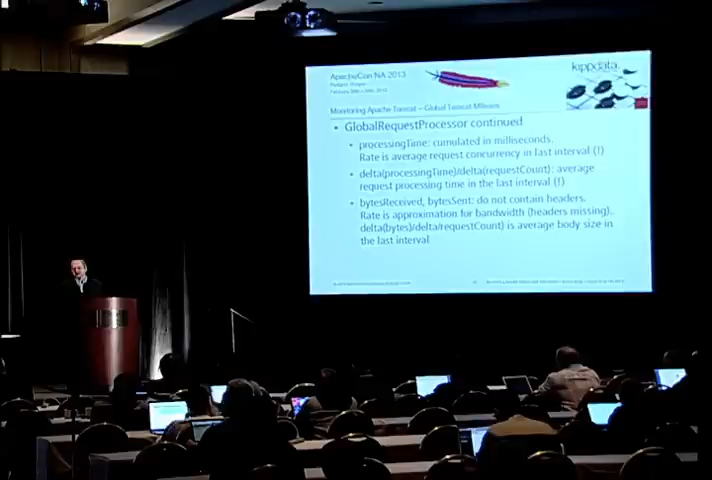 ApacheCon NA 2013
kippdata
Monitoring Apache Tomcat – Global Tomcat MBeans
• GlobalRequestProcessor continued
• processingTime: cumulated in milliseconds.
Rate is average request concurrency in last interval (!)
• delta(processingTime)/delta(requestCount): average
request processing time in the last interval (!)
• bytesReceived, bytesSent: do not contain headers.
Rate is approximation for bandwidth (headers missing).
delta(bytes)/delta/requestCount) is average body size in
the last interval